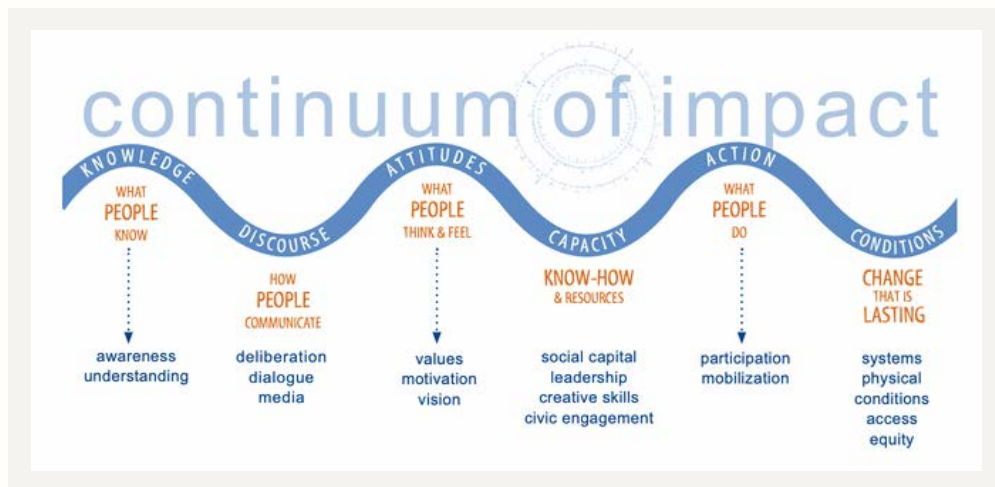 continuum of impact
KNOWLEDGE
WHAT
PEOPLE
KNOW
awareness
understanding
DISCOURSE
HOW
PEOPLE
COMMUNICATE
deliberation
dialogue
media
ATTITUDES
WHAT
PEOPLE
THINK & FEEL
values
motivation
vision
CAPACITY
KNOW-HOW
& RESOURCES
social capital
leadership
creative skills
civic engagement
ACTION
WHAT
PEOPLE
DO
participation
mobilization
CONDITIONS
CHANGE
THAT IS
LASTING
systems
physical
conditions
access
equity